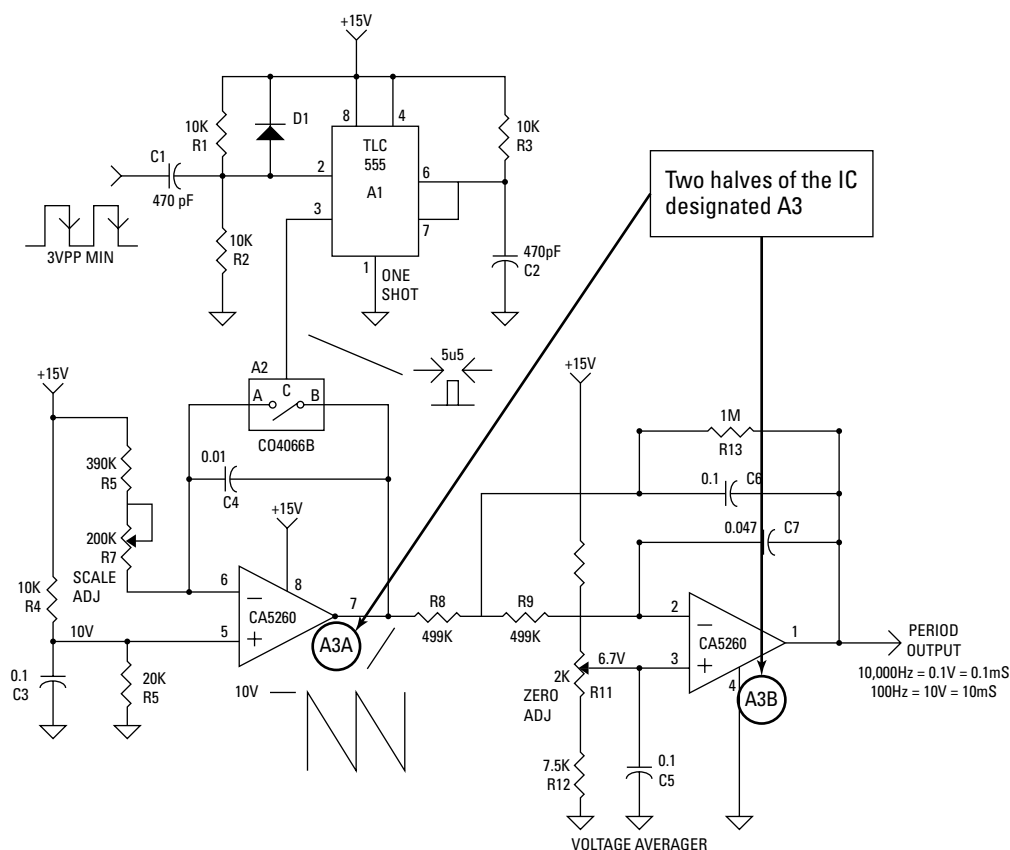 +15V
8
4
10K
R1
D1
TLC
555
A1
10K
R3
C1
470 pF
2
6
3
7
3VPP MIN
10K
R2
1
ONE
SHOT
470pF
C2
Two halves of the IC
designated A3
5u5
A2
A
C
B
CO4066B
+15V
+15V
390K
R5
0.01
C4
+15V
200K
R7
SCALE
ADJ
10K
R4
10V
6
8
7
5
−
+
CA5260
A3A
0.1
C3
20K
R5
10V
R8
499K
R9
499K
1M
R13
0.1
C6
0.047
C7
2
−
+
CA5260
1
3
4
6.7V
2K
R11
ZERO
ADJ
A3B
7.5K
R12
0.1
C5
PERIOD
OUTPUT
10,000Hz = 0.1V = 0.1mS
100Hz = 10V = 10mS
VOLTAGE AVERAGER